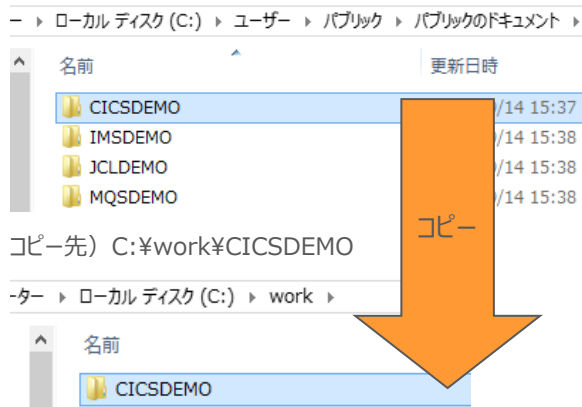 ー ▸ ローカル ディスク (C:) ▸ ユーザー ▸ パブリック ▸ パブリックのドキュメント ▸
名前 更新日時
CICSDEMO /14 15:37
IMSDEMO /14 15:38
JCLDEMO /14 15:38
MQSDEMO /14 15:38
コピー
コピー先）C:¥work¥CICSDEMO
-ター ▸ ローカル ディスク (C:) ▸ work ▸
名前
CICSDEMO